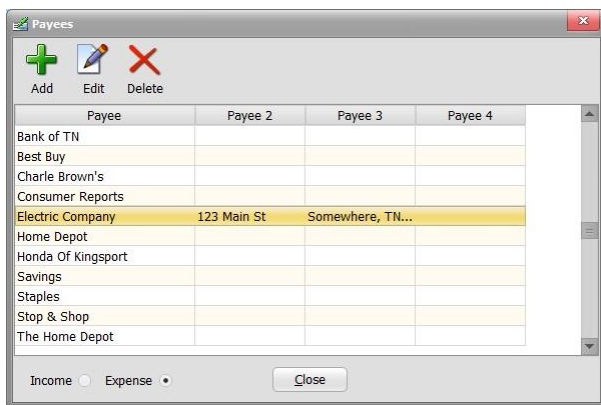 Payees
Add Edit Delete
Payee Payee 2 Payee 3 Payee 4
Bank of TN
Best Buy
Charle Brown's
Consumer Reports
Electric Company 123 Main St Somewhere, TN...
Home Depot
Honda Of Kingsport
Savings
Staples
Stop & Shop
The Home Depot
Income Expense Close